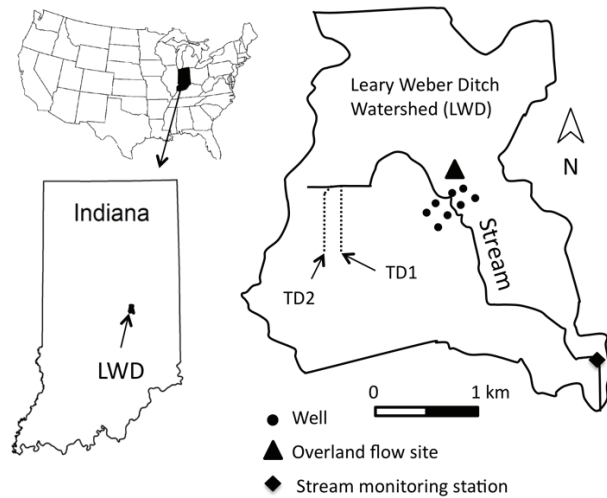 Leary Weber Ditch
Watershed (LWD)
N
Indiana
Stream
TD1
TD2
LWD
0 1 km
Well
Overland flow site
Stream monitoring station